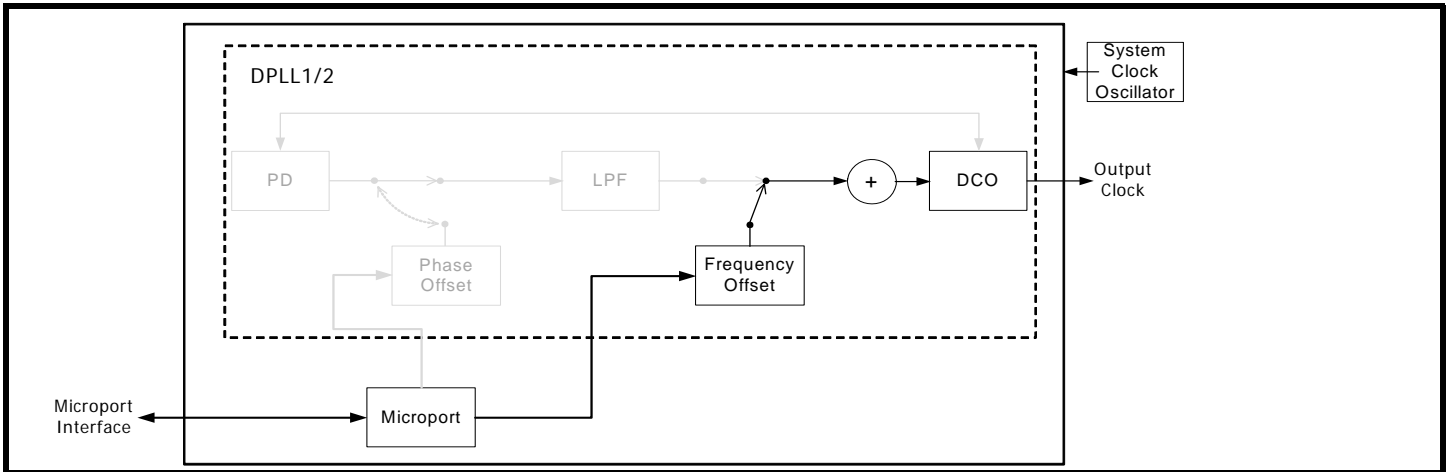 System
Clock
Oscillator
DPLL1/2
PD
LPF
+
DCO
Output
Clock
Phase
Offset
Frequency
Offset
Microport
Interface
Microport